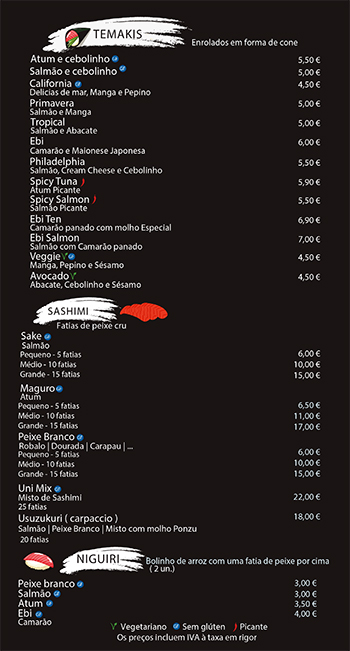 TEMAKIS
Enrolados em forma de cone
Atum e cebolinho 5,50 €
Salmão e cebolinho 5,00 €
California 4,50 €
Delícias de mar, Manga e Pepino
Primavera 5,00 €
Salmão e Manga
Tropical 5,00 €
Salmão e Abacate
Ebi 6,00 €
Camarão e Maionese Japonesa
Philadelphia 5,50 €
Salmão, Cream Cheese e Cebolinho
Spicy Tuna 5,90 €
Atum Picante
Spicy Salmon 5,50 €
Salmão Picante
Ebi Ten 6,90 €
Camarão panado com molho Especial
Ebi Salmon 7,00 €
Salmão com Camarão panado
Veggie 4,50 €
Manga, Pepino e Sésamo
Avocado 4,50 €
Abacate, Cebolinho e Sésamo
SASHIMI
Fatias de peixe cru
Sake
Salmão
Pequeno - 5 fatias 6,00 €
Médio - 10 fatias 10,00 €
Grande - 15 fatias 15,00 €
Maguro
Atum
Pequeno - 5 fatias 6,50 €
Médio - 10 fatias 11,00 €
Grande - 15 fatias 17,00 €
Peixe Branco
Robalo | Dourada | Carapau | ...
Pequeno - 5 fatias 6,00 €
Médio - 10 fatias 10,00 €
Grande - 15 fatias 15,00 €
Uni Mix
Misto de Sashimi 22,00 €
25 fatias
Usuzukuri ( carpaccio ) 18,00 €
Salmão | Peixe Branco | Misto com molho Ponzu
20 fatias
NIGUIRI
Bolinho de arroz com uma fatia de peixe por cima
( 2 un.)
Peixe branco 3,00 €
Salmão 3,00 €
Atum 3,50 €
Ebi 4,00 €
Camarão
Vegetariano Sem glúten Picante
Os preços incluem IVA à taxa em rigor